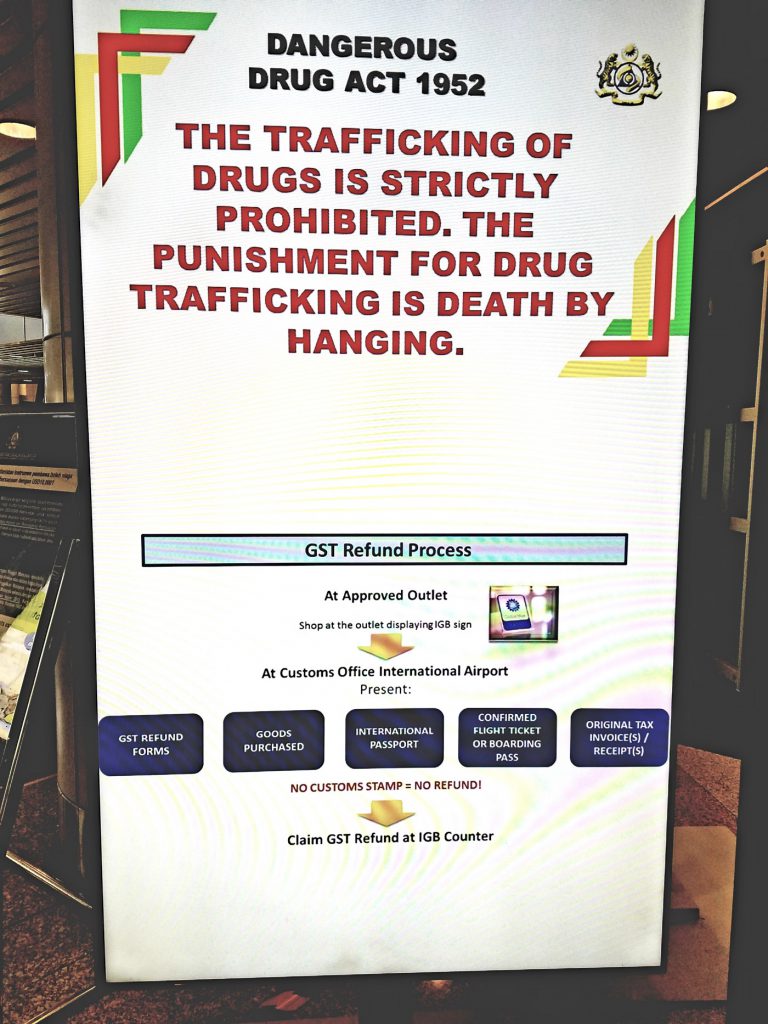 DANGEROUS
DRUG ACT 1952
THE TRAFFICKING OF
DRUGS IS STRICTLY
PROHIBITED. THE
PUNISHMENT FOR DRUG
TRAFFICKING IS DEATH BY
HANGING.
GST Refund Process
At Approved Outlet
Shop at the outlet displaying IGB sign
At Customs Office International Airport
Present:
GST REFUND
FORMS
GOODS
PURCHASED
INTERNATIONAL
PASSPORT
CONFIRMED
FLIGHT TICKET
OR BOARDING
PASS
ORIGINAL TAX
INVOICE(S) /
RECEIPT(S)
NO CUSTOMS STAMP = NO REFUND!
Claim GST Refund at IGB Counter